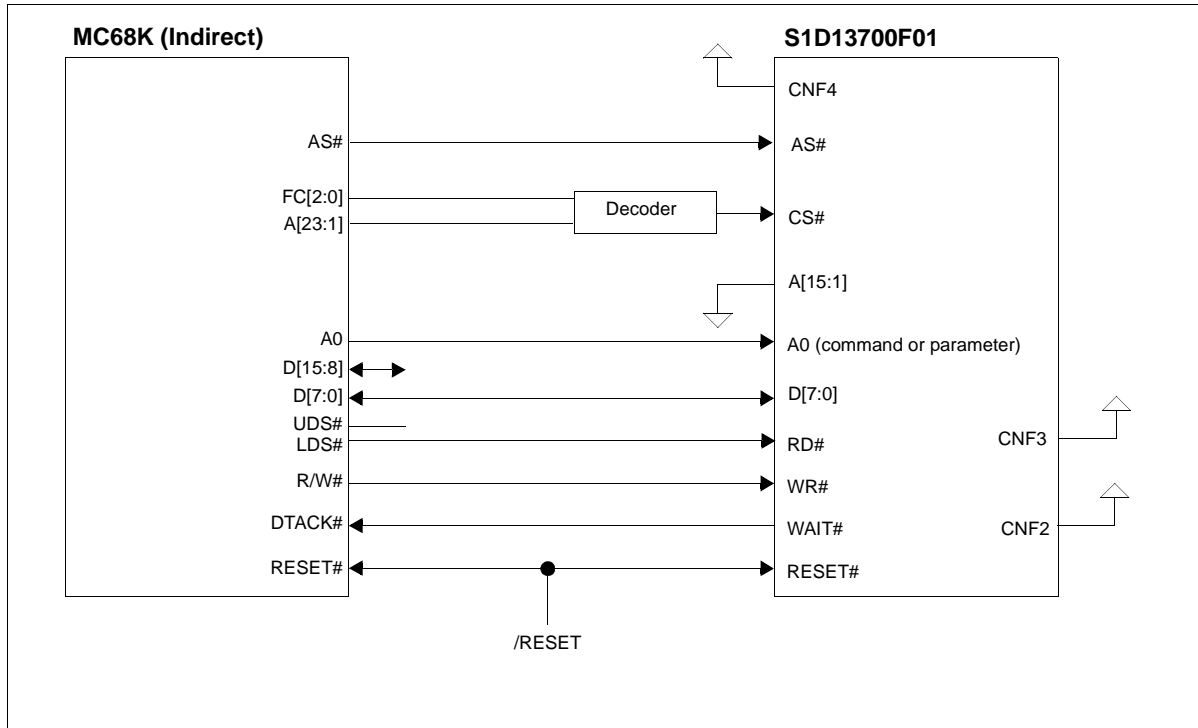 MC68K (Indirect)
S1D13700F01
CNF4
AS#
AS#
FC[2:0]
Decoder
CS#
A[23:1]
A[15:1]
A0
A0 (command or parameter)
D[15:8]
D[7:0]
D[7:0]
UDS#
CNF3
LDS#
RD#
R/W#
WR#
DTACK#
WAIT#
CNF2
RESET#
RESET#
/RESET